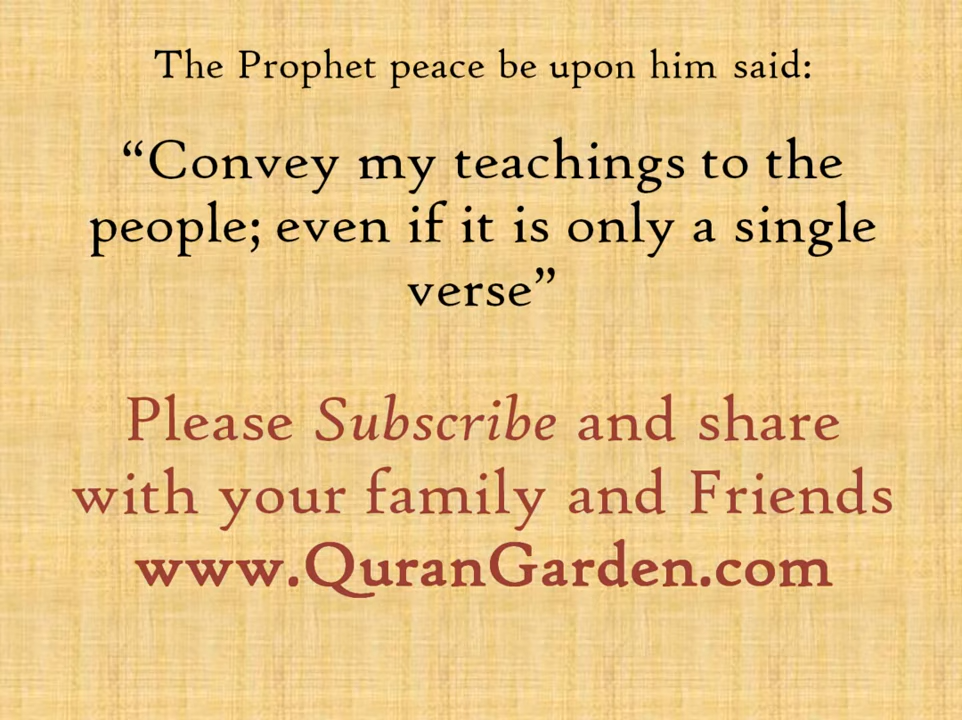 The Prophet peace be upon him said:
“Convey my teachings to the
people; even if it is only a single
verse”
Please Subscribe and share
with your family and Friends
www.QuranGarden.com